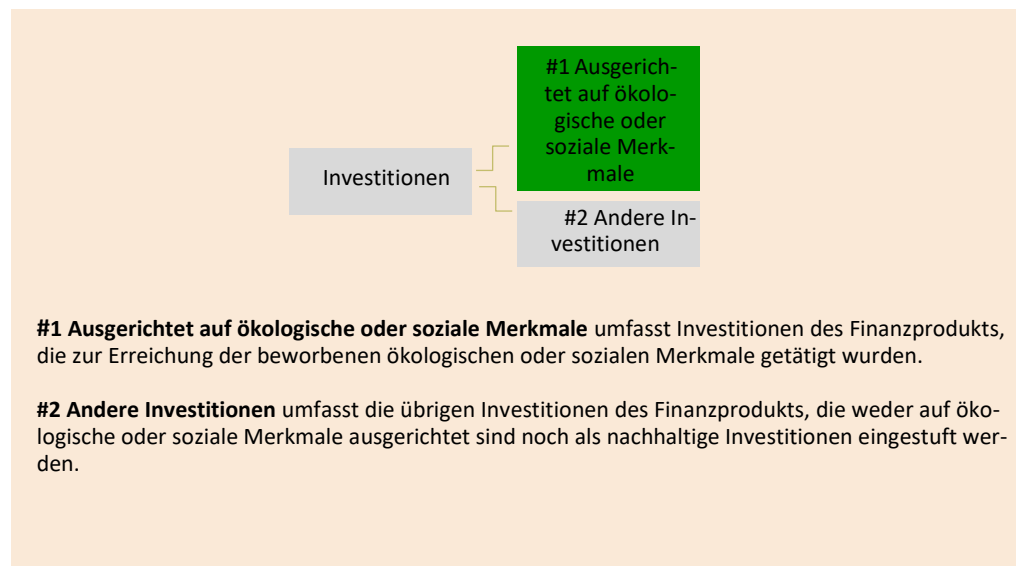 #1 Ausgerich-
tet auf ökolo-
gische oder
soziale Merk-
male
Investitionen
#2 Andere In-
vestitionen
#1 Ausgerichtet auf ökologische oder soziale Merkmale umfasst Investitionen des Finanzprodukts,
die zur Erreichung der beworbenen ökologischen oder sozialen Merkmale getätigt wurden.
#2 Andere Investitionen umfasst die übrigen Investitionen des Finanzprodukts, die weder auf öko-
logische oder soziale Merkmale ausgerichtet sind noch als nachhaltige Investitionen eingestuft wer-
den.